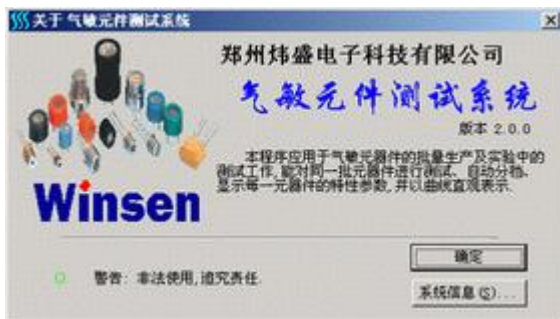 关于 气敏元件测试系统
郑州炜盛电子科技有限公司
气敏元件测试系统
版本 2.0.0
本程序应用于气敏元器件的批量生产及实验中的
测试工作,能对同一批元器件进行测试、自动分档、
显示每一元器件的特性参数,并以曲线直观表示.
Winsen
确定
警告: 非法使用,追究责任.
系统信息(S)...